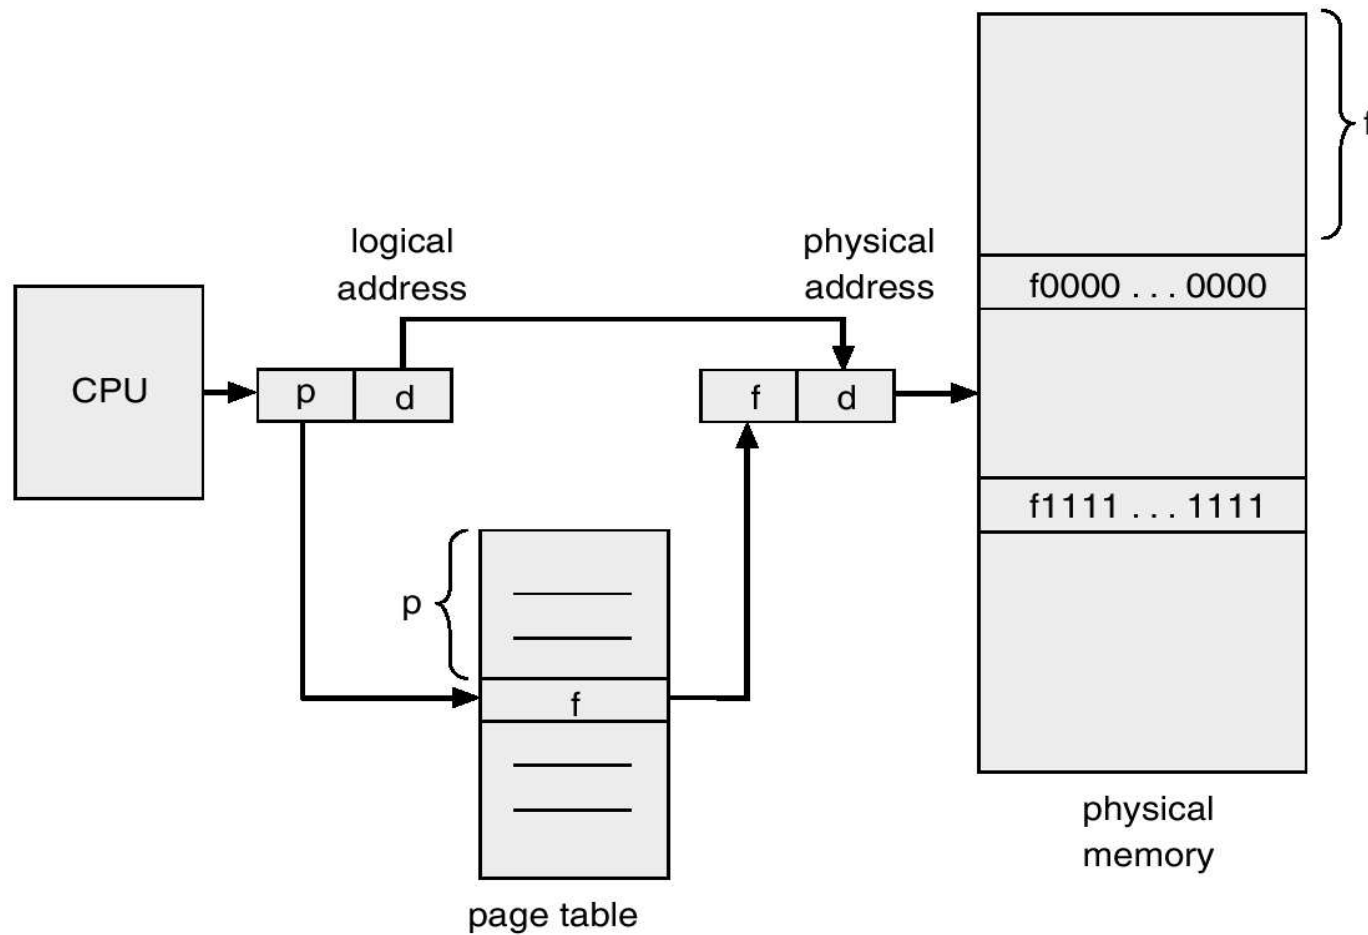 f
f0000 . . . 0000
logical
address
physical
address
CPU
p
d
f
d
f1111 . . . 1111
p
f
physical
memory
page table